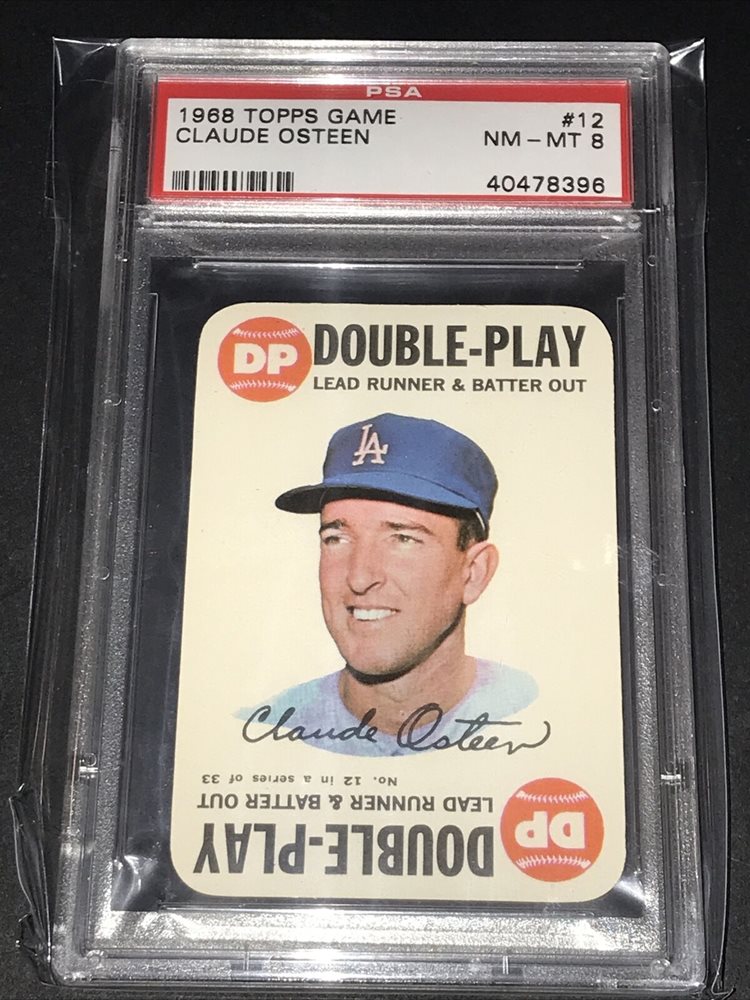 PSA
1968 TOPPS GAME #12
CLAUDE OSTEEN NM – MT 8
40478396
DP DOUBLE-PLAY
LEAD RUNNER & BATTER OUT
LA
Claude Osteen
No. 12 in a series of 33
LEAD RUNNER & BATTER OUT
DP DOUBLE-PLAY